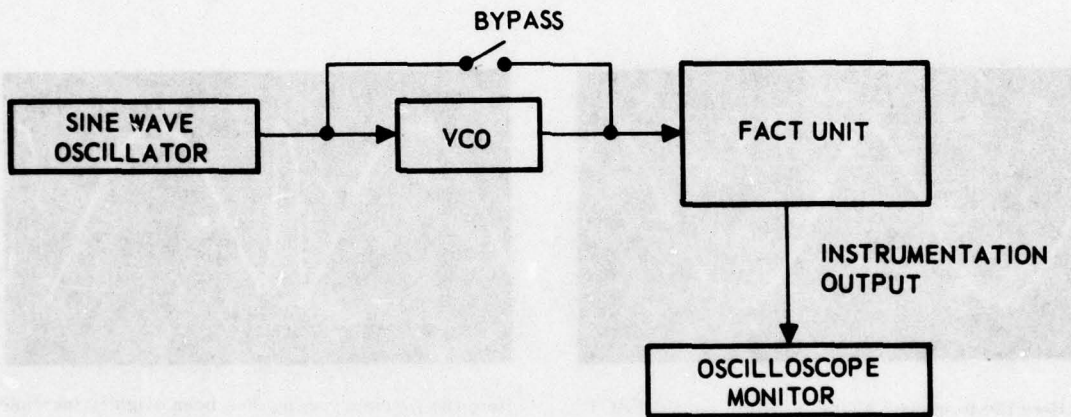 BYPASS
SINE WAVE
OSCILLATOR
VCO
FACT UNIT
INSTRUMENTATION
OUTPUT
OSCILLOSCOPE
MONITOR